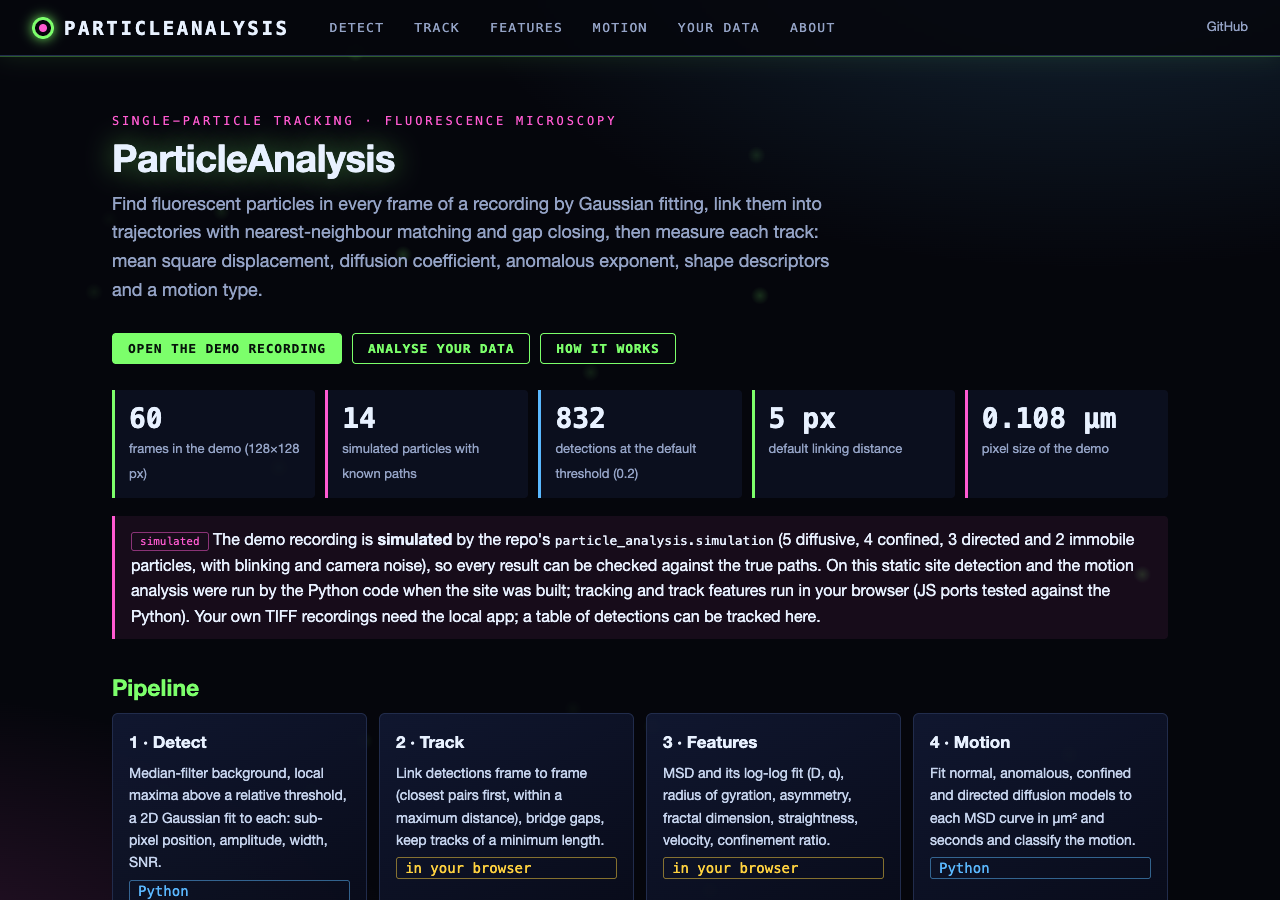 PARTICLEANALYSIS DETECT TRACK FEATURES MOTION YOUR DATA ABOUT GitHub
SINGLE-PARTICLE TRACKING · FLUORESCENCE MICROSCOPY
ParticleAnalysis
Find fluorescent particles in every frame of a recording by Gaussian fitting, link them into
trajectories with nearest-neighbour matching and gap closing, then measure each track:
mean square displacement, diffusion coefficient, anomalous exponent, shape descriptors
and a motion type.
OPEN THE DEMO RECORDING ANALYSE YOUR DATA HOW IT WORKS
60
frames in the demo (128×128
px)
14
simulated particles with
known paths
832
detections at the default
threshold (0.2)
5 px
default linking distance
0.108 µm
pixel size of the demo
simulated The demo recording is simulated by the repo's particle_analysis.simulation (5 diffusive, 4 confined, 3 directed and 2 immobile
particles, with blinking and camera noise), so every result can be checked against the true paths. On this static site detection and the motion
analysis were run by the Python code when the site was built; tracking and track features run in your browser (JS ports tested against the
Python). Your own TIFF recordings need the local app; a table of detections can be tracked here.
Pipeline
1 · Detect
Median-filter background, local
maxima above a relative threshold,
a 2D Gaussian fit to each: sub-
pixel position, amplitude, width,
SNR.
Python
2 · Track
Link detections frame to frame
(closest pairs first, within a
maximum distance), bridge gaps,
keep tracks of a minimum length.
in your browser
3 · Features
MSD and its log-log fit (D, α),
radius of gyration, asymmetry,
fractal dimension, straightness,
velocity, confinement ratio.
in your browser
4 · Motion
Fit normal, anomalous, confined
and directed diffusion models to
each MSD curve in µm² and
seconds and classify the motion.
Python